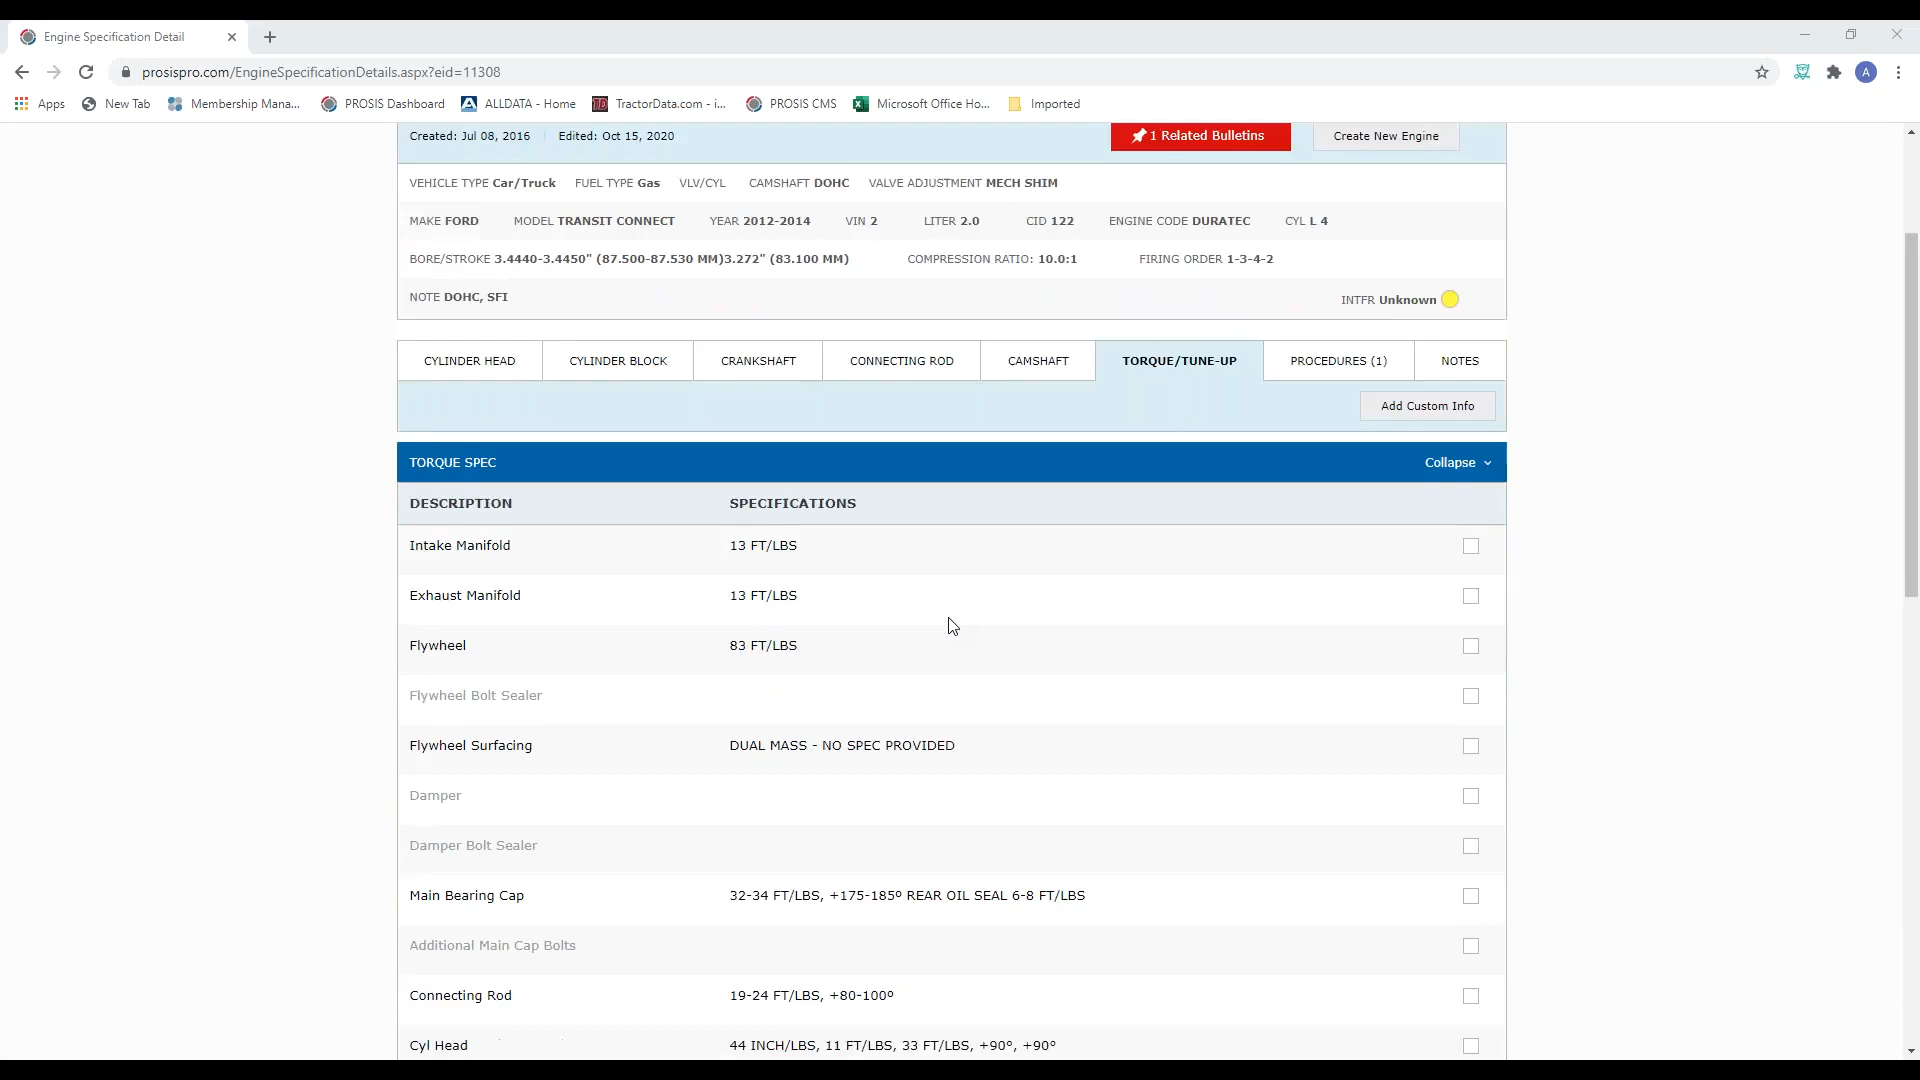 Engine Specification Detail
prosispro.com/EngineSpecificationDetails.aspx?eid=11308
A
Apps New Tab Membership Mana... PROSIS Dashboard ALLDATA - Home TractorData.com - i... PROSIS CMS Microsoft Office Ho... Imported
Created: Jul 08, 2016 Edited: Oct 15, 2020 1 Related Bulletins Create New Engine
VEHICLE TYPE Car/Truck FUEL TYPE Gas VLV/CYL CAMSHAFT DOHC VALVE ADJUSTMENT MECH SHIM
MAKE FORD MODEL TRANSIT CONNECT YEAR 2012-2014 VIN 2 LITER 2.0 CID 122 ENGINE CODE DURATEC CYL L 4
BORE/STROKE 3.4440-3.4450" (87.500-87.530 MM)3.272" (83.100 MM) COMPRESSION RATIO: 10.0:1 FIRING ORDER 1-3-4-2
NOTE DOHC, SFI INTFR Unknown
CYLINDER HEAD CYLINDER BLOCK CRANKSHAFT CONNECTING ROD CAMSHAFT TORQUE/TUNE-UP PROCEDURES (1) NOTES
Add Custom Info
TORQUE SPEC Collapse
DESCRIPTION SPECIFICATIONS
Intake Manifold 13 FT/LBS
Exhaust Manifold 13 FT/LBS
Flywheel 83 FT/LBS
Flywheel Bolt Sealer
Flywheel Surfacing DUAL MASS - NO SPEC PROVIDED
Damper
Damper Bolt Sealer
Main Bearing Cap 32-34 FT/LBS, +175-185º REAR OIL SEAL 6-8 FT/LBS
Additional Main Cap Bolts
Connecting Rod 19-24 FT/LBS, +80-100º
Cyl Head 44 INCH/LBS, 11 FT/LBS, 33 FT/LBS, +90°, +90°